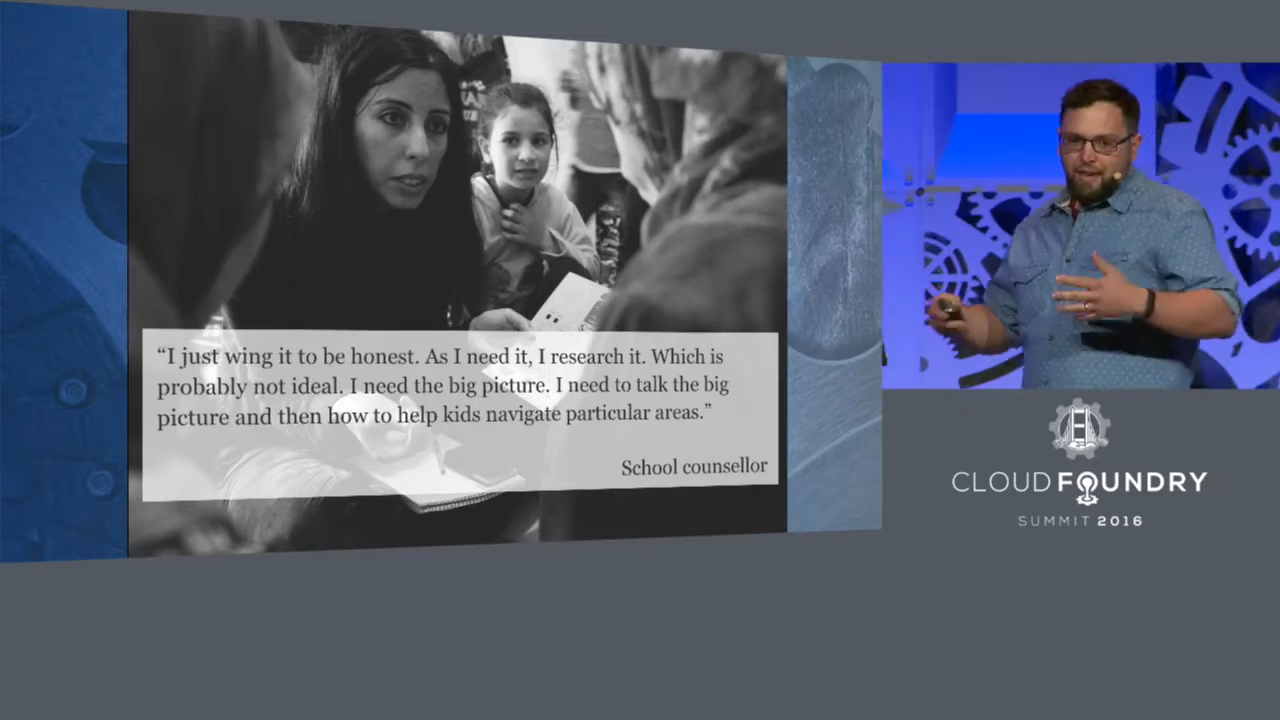 “I just wing it to be honest. As I need it, I research it. Which is
probably not ideal. I need the big picture. I need to talk the big
picture and then how to help kids navigate particular areas.”
School counsellor
CLOUD FOUNDRY
SUMMIT 2016